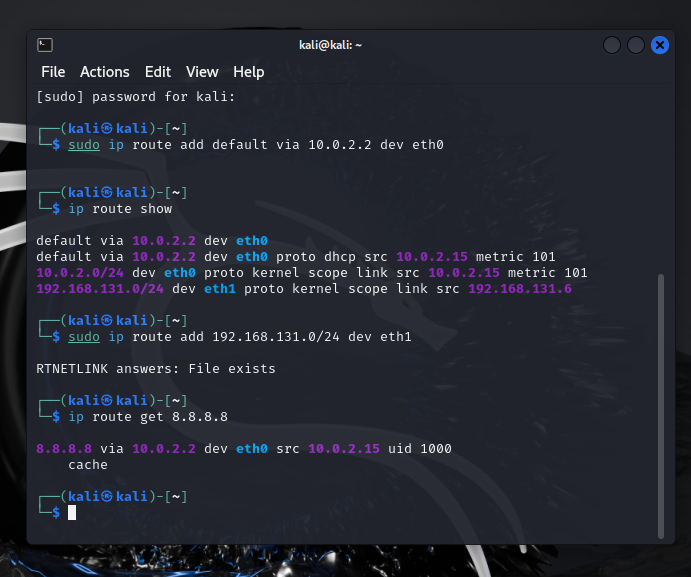 kali@kali: ~
File Actions Edit View Help
[sudo] password for kali:
┌──(kali㉿kali)-[~]
└─$ sudo ip route add default via 10.0.2.2 dev eth0
┌──(kali㉿kali)-[~]
└─$ ip route show
default via 10.0.2.2 dev eth0
default via 10.0.2.2 dev eth0 proto dhcp src 10.0.2.15 metric 101
10.0.2.0/24 dev eth0 proto kernel scope link src 10.0.2.15 metric 101
192.168.131.0/24 dev eth1 proto kernel scope link src 192.168.131.6
┌──(kali㉿kali)-[~]
└─$ sudo ip route add 192.168.131.0/24 dev eth1
RTNETLINK answers: File exists
┌──(kali㉿kali)-[~]
└─$ ip route get 8.8.8.8
8.8.8.8 via 10.0.2.2 dev eth0 src 10.0.2.15 uid 1000
    cache
┌──(kali㉿kali)-[~]
└─$